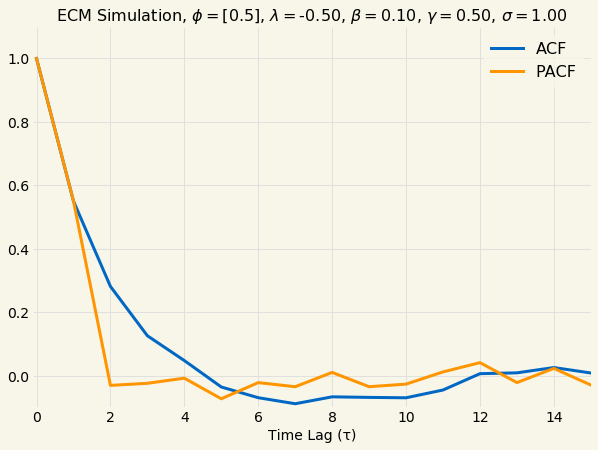 ECM Simulation, ϕ = [0.5], λ = -0.50, β = 0.10, γ = 0.50, σ = 1.00
ACF
PACF
1.0
0.8
0.6
0.4
0.2
0.0
0 2 4 6 8 10 12 14
Time Lag (τ)